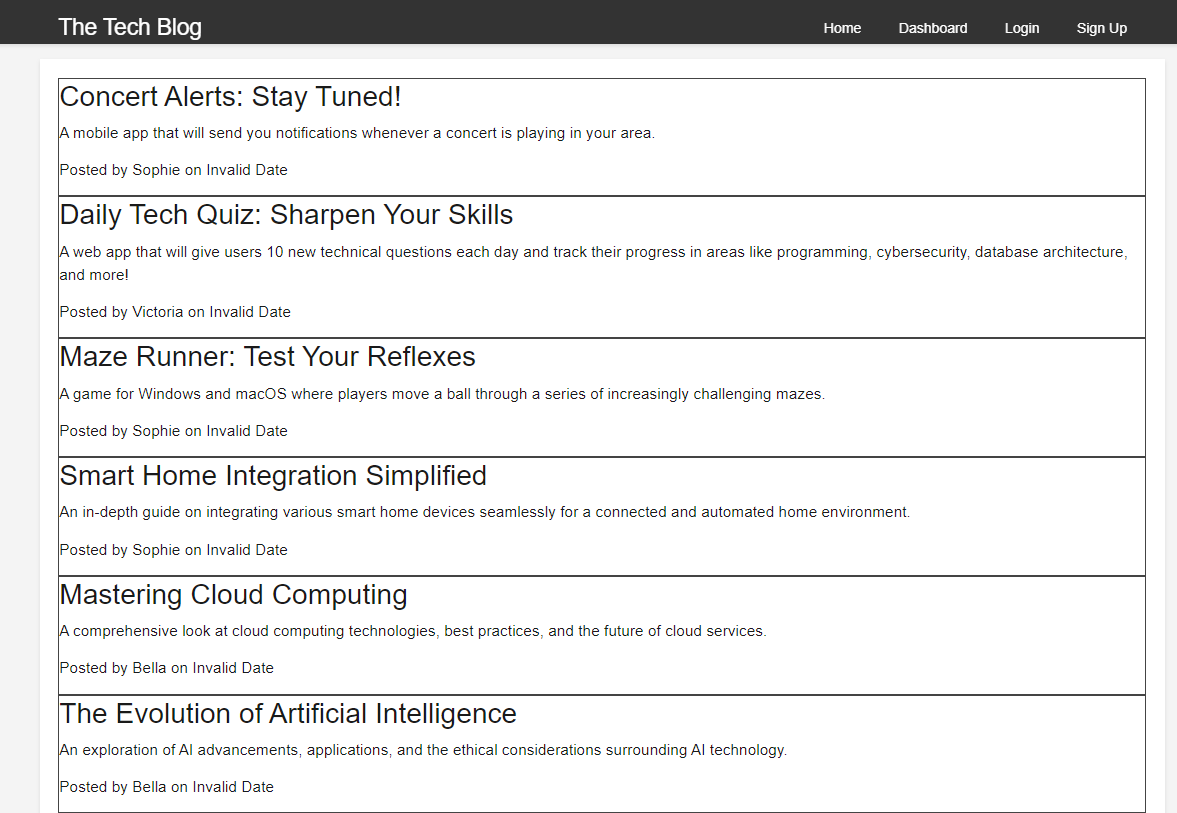 The Tech Blog
Home Dashboard Login Sign Up
Concert Alerts: Stay Tuned!
A mobile app that will send you notifications whenever a concert is playing in your area.
Posted by Sophie on Invalid Date
Daily Tech Quiz: Sharpen Your Skills
A web app that will give users 10 new technical questions each day and track their progress in areas like programming, cybersecurity, database architecture,
and more!
Posted by Victoria on Invalid Date
Maze Runner: Test Your Reflexes
A game for Windows and macOS where players move a ball through a series of increasingly challenging mazes.
Posted by Sophie on Invalid Date
Smart Home Integration Simplified
An in-depth guide on integrating various smart home devices seamlessly for a connected and automated home environment.
Posted by Sophie on Invalid Date
Mastering Cloud Computing
A comprehensive look at cloud computing technologies, best practices, and the future of cloud services.
Posted by Bella on Invalid Date
The Evolution of Artificial Intelligence
An exploration of AI advancements, applications, and the ethical considerations surrounding AI technology.
Posted by Bella on Invalid Date